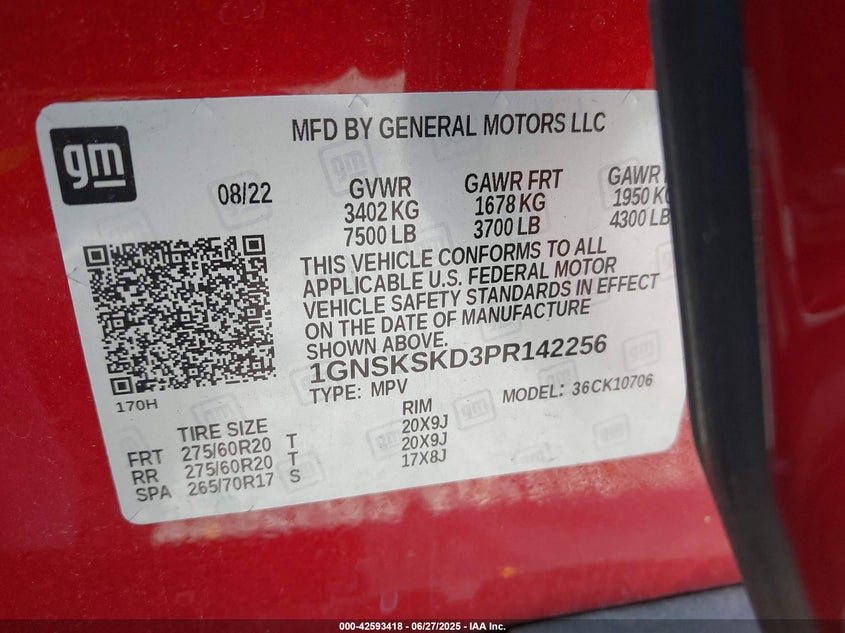 gm
MFD BY GENERAL MOTORS LLC
08/22
GVWR GAWR FRT GAWR
3402 KG 1678 KG 1950 KG
7500 LB 3700 LB 4300 LB
THIS VEHICLE CONFORMS TO ALL
APPLICABLE U.S. FEDERAL MOTOR
VEHICLE SAFETY STANDARDS IN EFFECT
ON THE DATE OF MANUFACTURE
SHOWN ABOVE.
1GNSKSKD3PR142256
TYPE: MPV MODEL: 36CK10706
170H
TIRE SIZE RIM
FRT 275/60R20 T 20X9J
RR 275/60R20 T 20X9J
SPA 265/70R17 S 17X8J
000-42593418 - 06/27/2025 - IAA Inc.